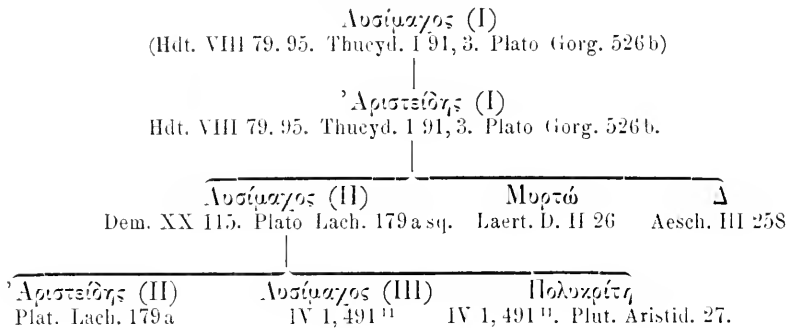 Λυσίμαχος (I)
(Hdt. VIII 79. 95. Thucyd. I 91, 3. Plato Gorg. 526 b)
Ἀριστείδης (I)
Hdt. VIII 79. 95. Thucyd. I 91, 3. Plato Gorg. 526 b.
Λυσίμαχος (II) Μυρτώ Δ
Dem. XX 115. Plato Lach. 179 a sq. Laert. D. II 26 Aesch. III 258
Ἀριστείδης (II) Λυσίμαχος (III) Πολυκρίτη
Plat. Lach. 179 a IV 1, 491 ¹¹ IV 1, 491 ¹¹. Plut. Aristid. 27.